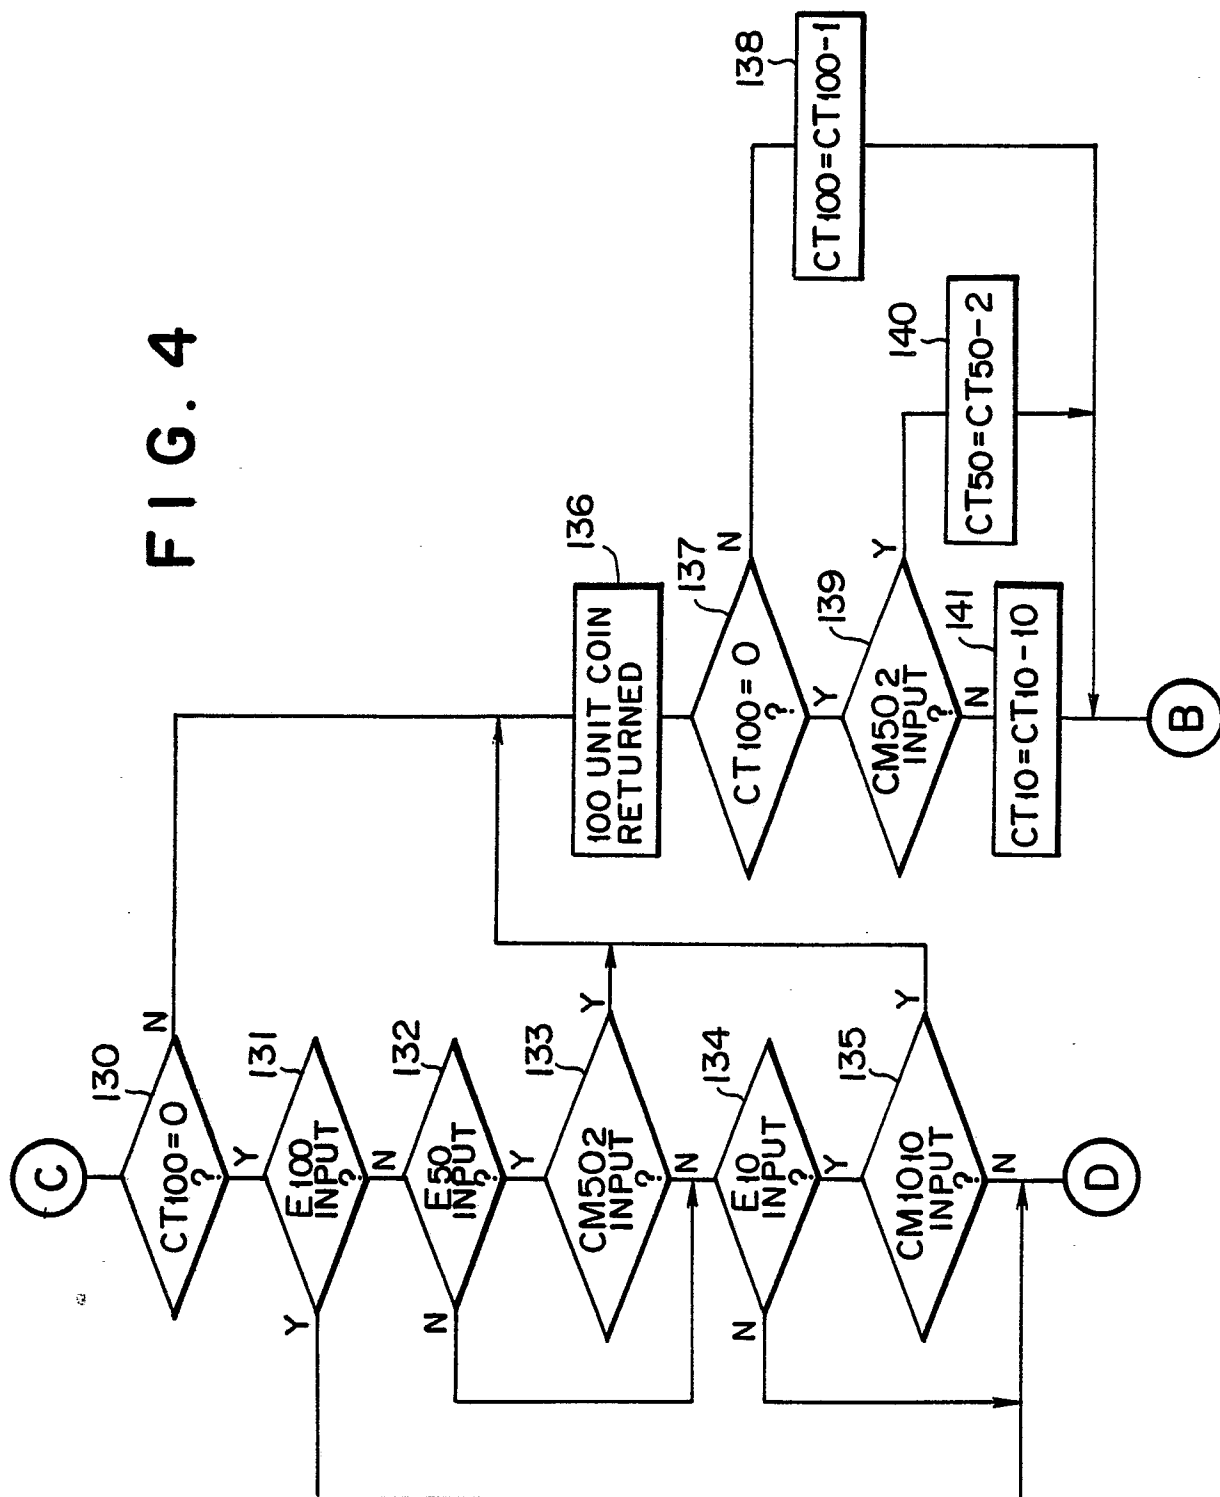 FIG. 4
C
130
CT100=0
?
N
Y
131
E100
INPUT
?
Y
N
132
E50
INPUT
?
N
Y
133
CM502
INPUT
?
Y
N
134
E10
INPUT
?
N
Y
135
CM1010
INPUT
?
Y
N
D
136
100 UNIT COIN
RETURNED
137
CT100=0
?
N
Y
138
CT100=CT100-1
139
CM502
INPUT
?
Y
N
140
CT50=CT50-2
141
CT10=CT10-10
B